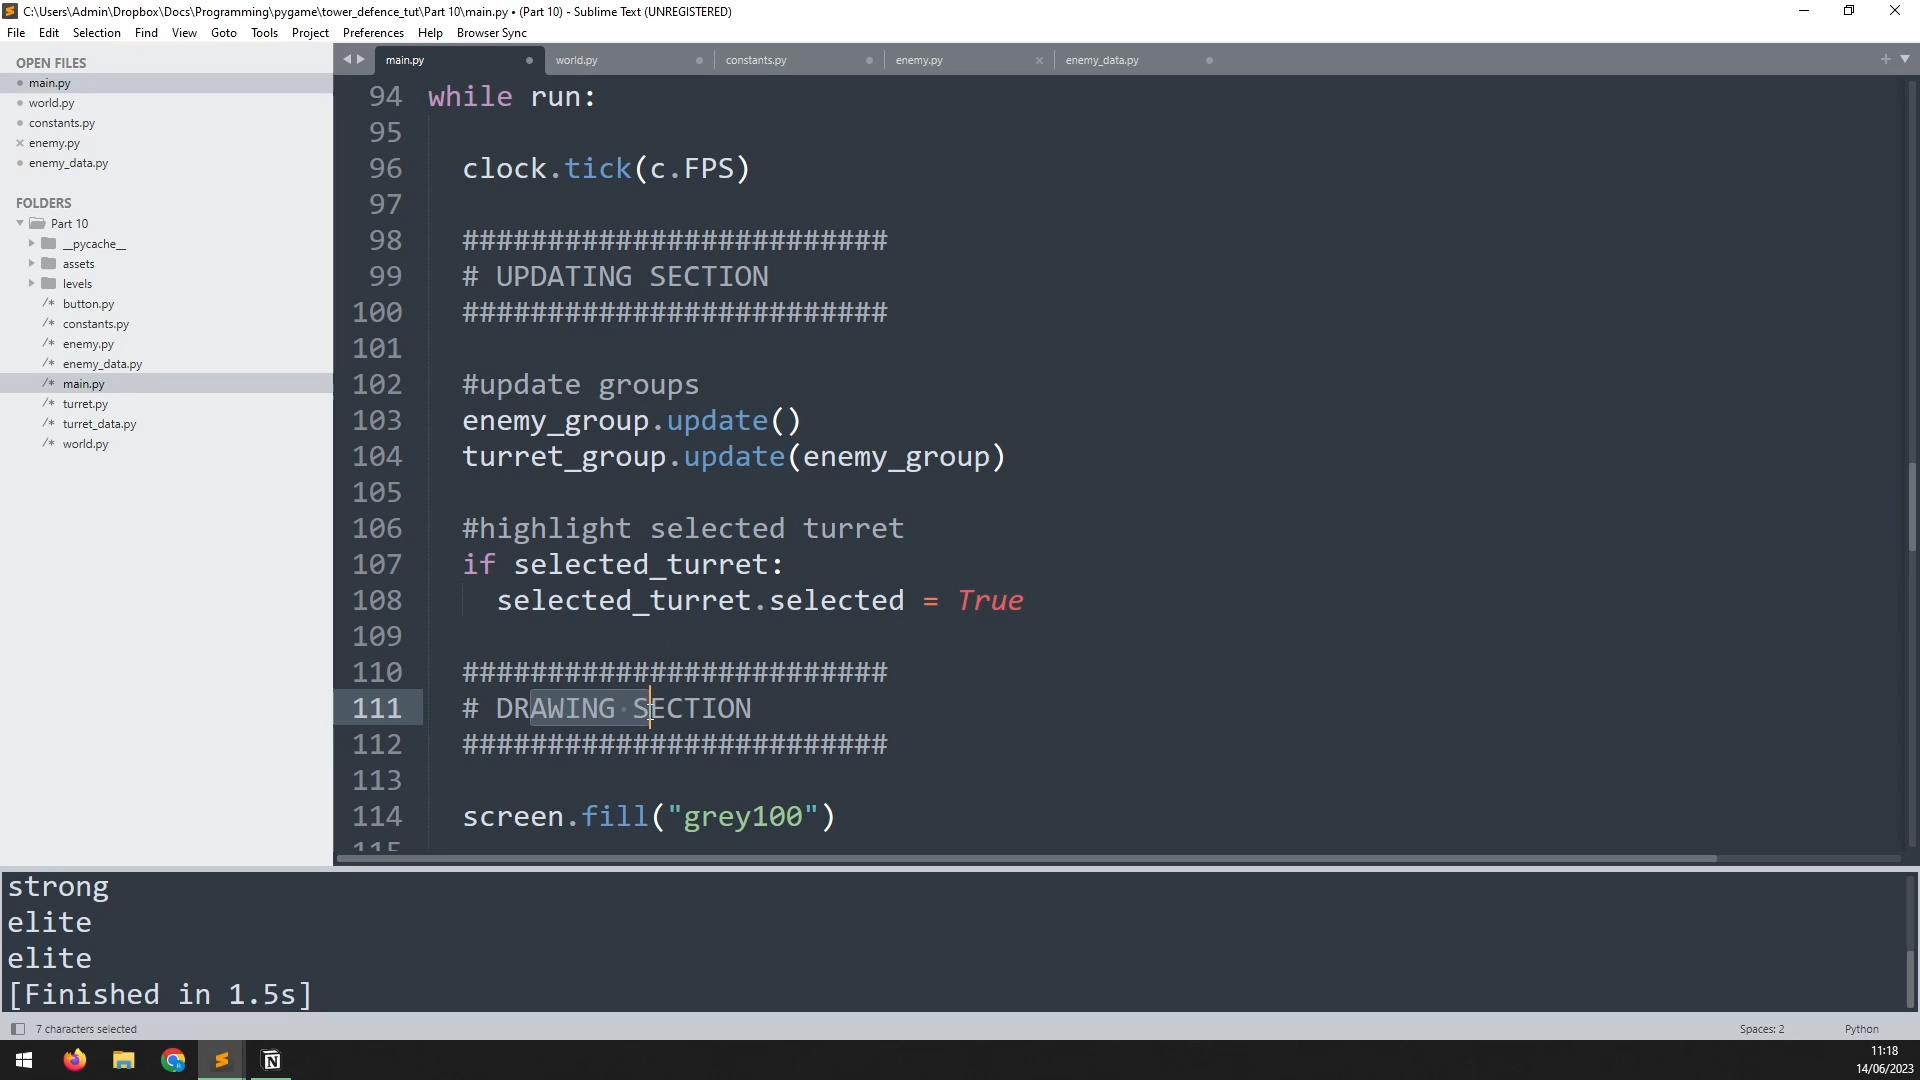 C:\Users\Admin\Dropbox\Docs\Programming\pygame\tower_defence_tut\Part 10\main.py • (Part 10) - Sublime Text (UNREGISTERED)
File Edit Selection Find View Goto Tools Project Preferences Help Browser Sync
OPEN FILES
main.py
world.py
constants.py
enemy.py
enemy_data.py
FOLDERS
Part 10
__pycache__
assets
levels
/* button.py
/* constants.py
/* enemy.py
/* enemy_data.py
/* main.py
/* turret.py
/* turret_data.py
/* world.py
main.py world.py constants.py enemy.py enemy_data.py
94 while run:
95
96 clock.tick(c.FPS)
97
98 #########################
99 # UPDATING SECTION
100 #########################
101
102 #update groups
103 enemy_group.update()
104 turret_group.update(enemy_group)
105
106 #highlight selected turret
107 if selected_turret:
108 selected_turret.selected = True
109
110 #########################
111 # DRAWING SECTION
112 #########################
113
114 screen.fill("grey100")
115
strong
elite
elite
[Finished in 1.5s]
7 characters selected Spaces: 2 Python
11:18
14/06/2023